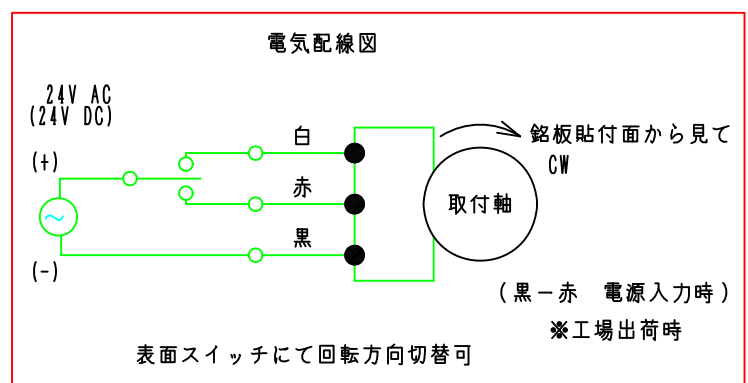 電気配線図
24V AC
(24V DC)
(+)
白
赤
黒
(-)
銘板貼付面から見て
CW
取付軸
(黒ー赤 電源入力時)
※工場出荷時
表面スイッチにて回転方向切替可